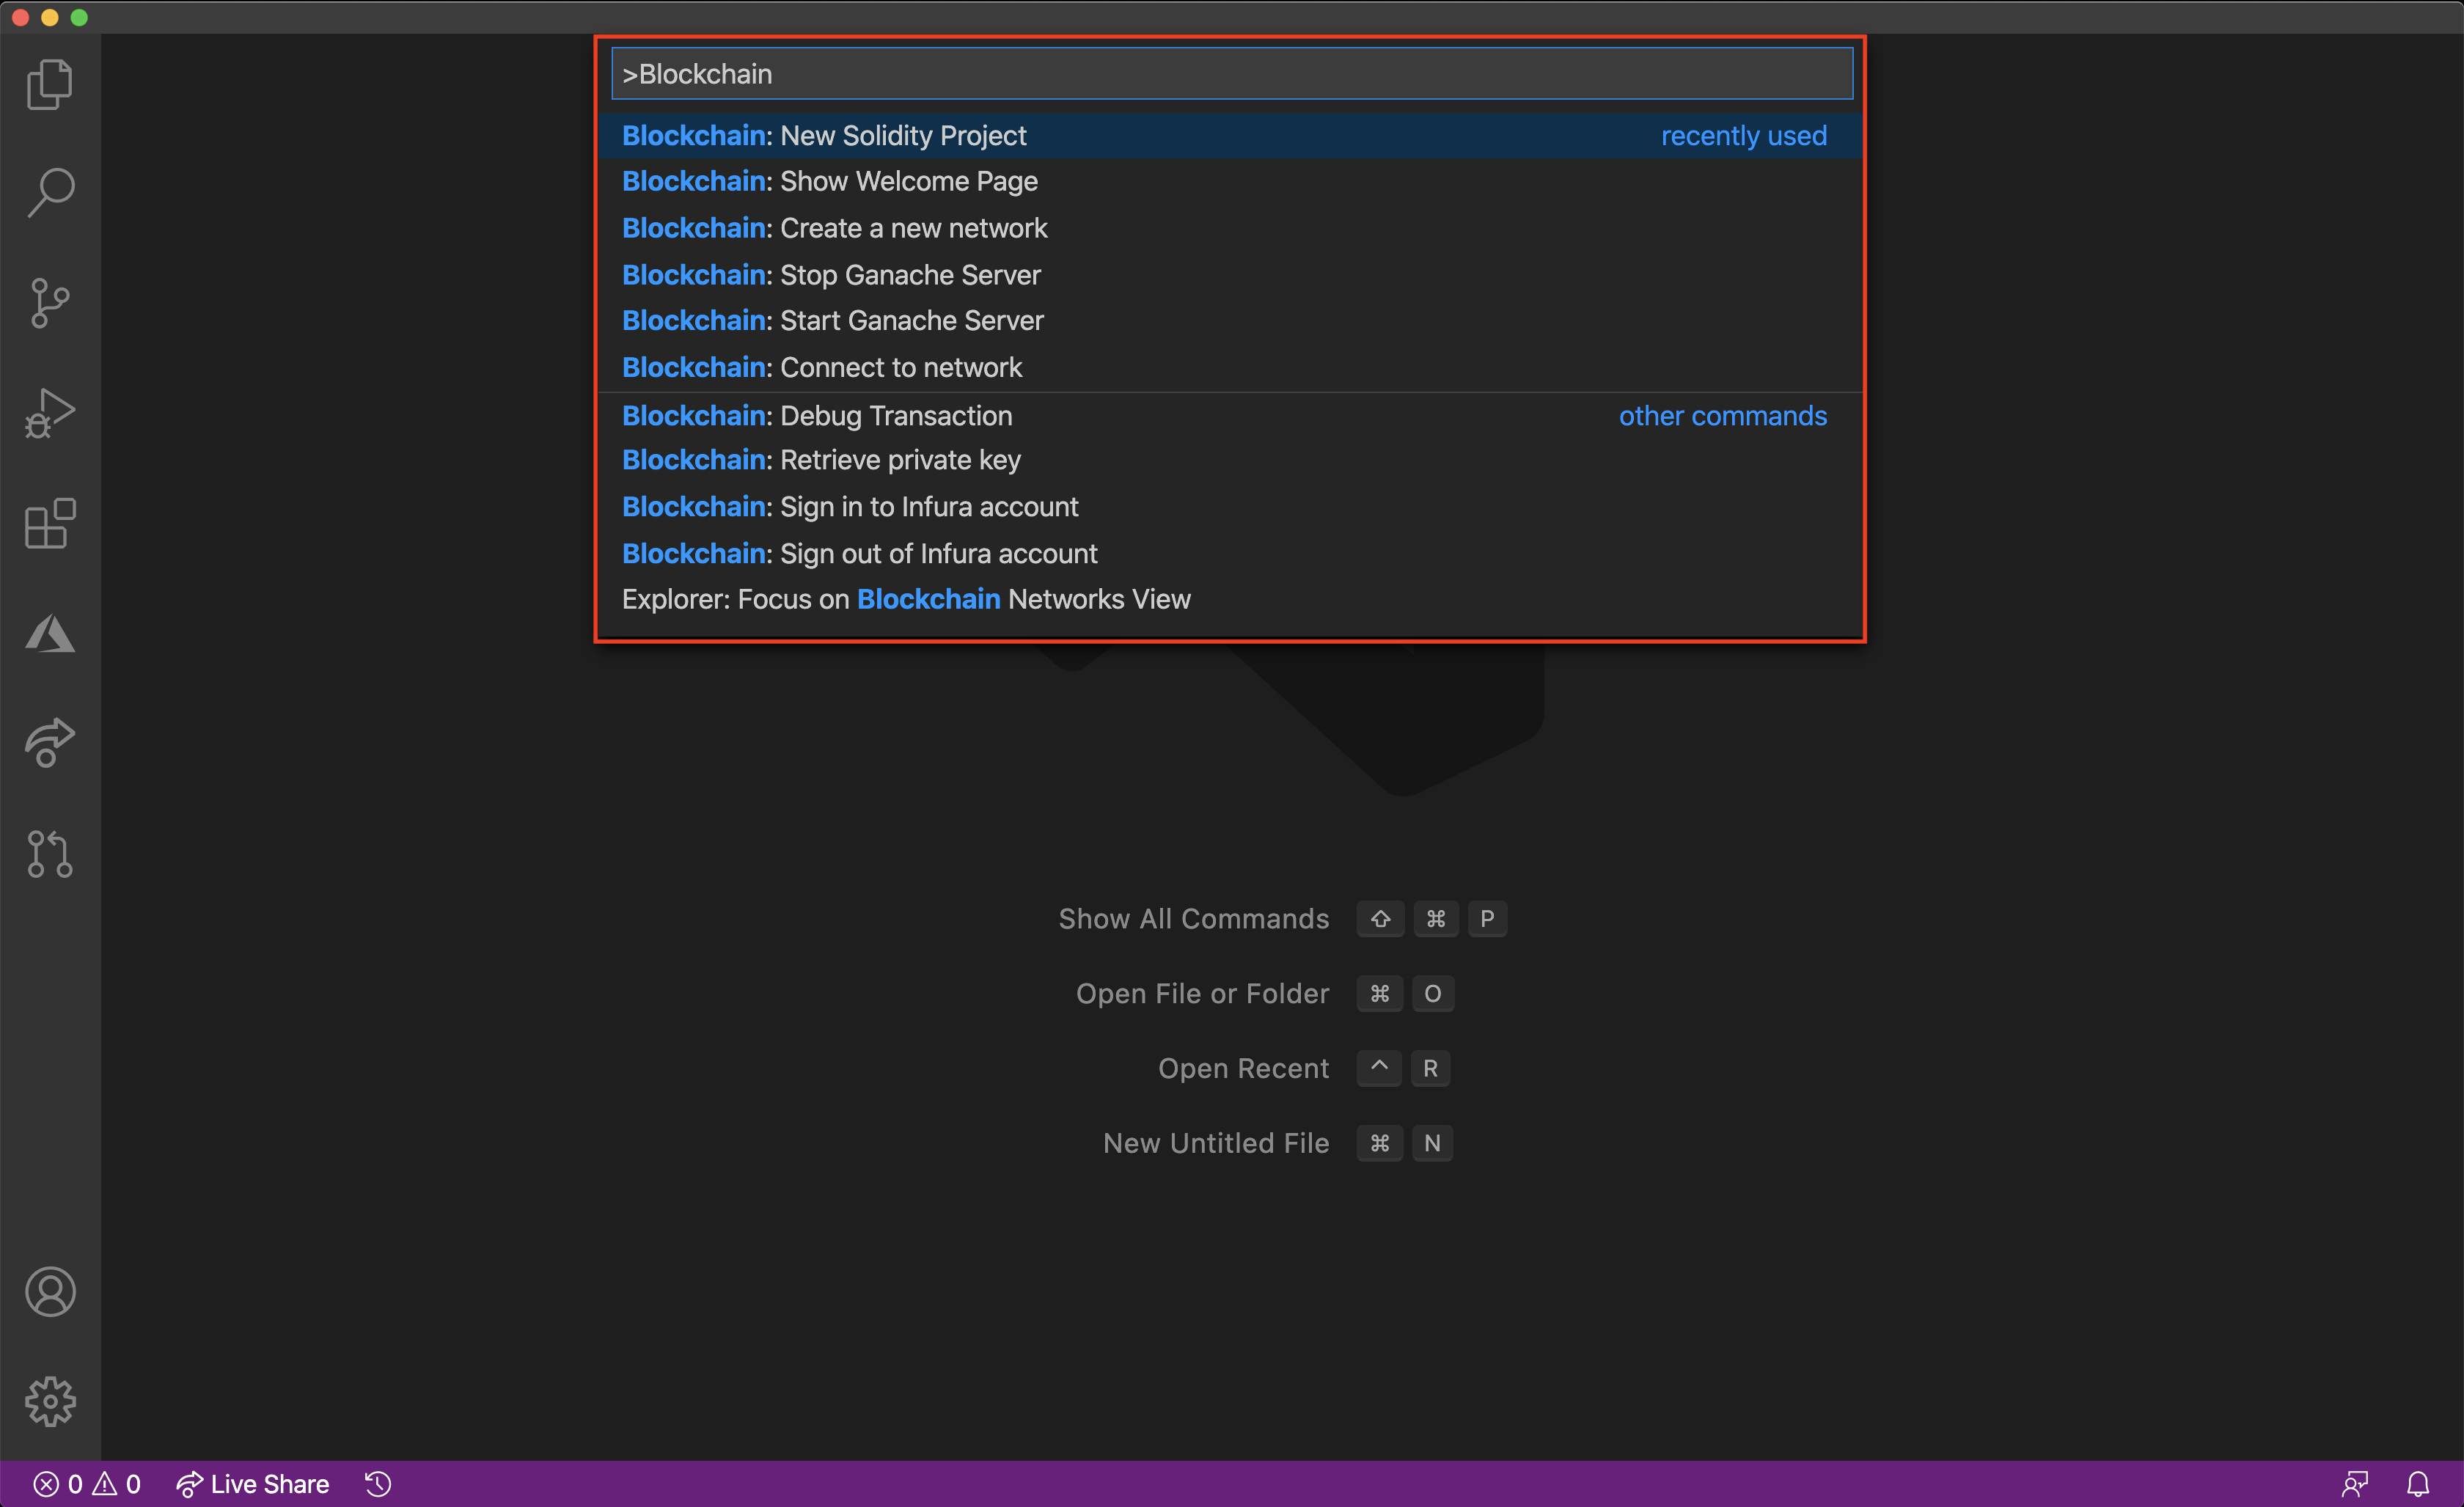 >Blockchain
Blockchain: New Solidity Project recently used
Blockchain: Show Welcome Page
Blockchain: Create a new network
Blockchain: Stop Ganache Server
Blockchain: Start Ganache Server
Blockchain: Connect to network
Blockchain: Debug Transaction other commands
Blockchain: Retrieve private key
Blockchain: Sign in to Infura account
Blockchain: Sign out of Infura account
Explorer: Focus on Blockchain Networks View
Show All Commands ⇧ ⌘ P
Open File or Folder ⌘ O
Open Recent ^ R
New Untitled File ⌘ N
0 0 Live Share